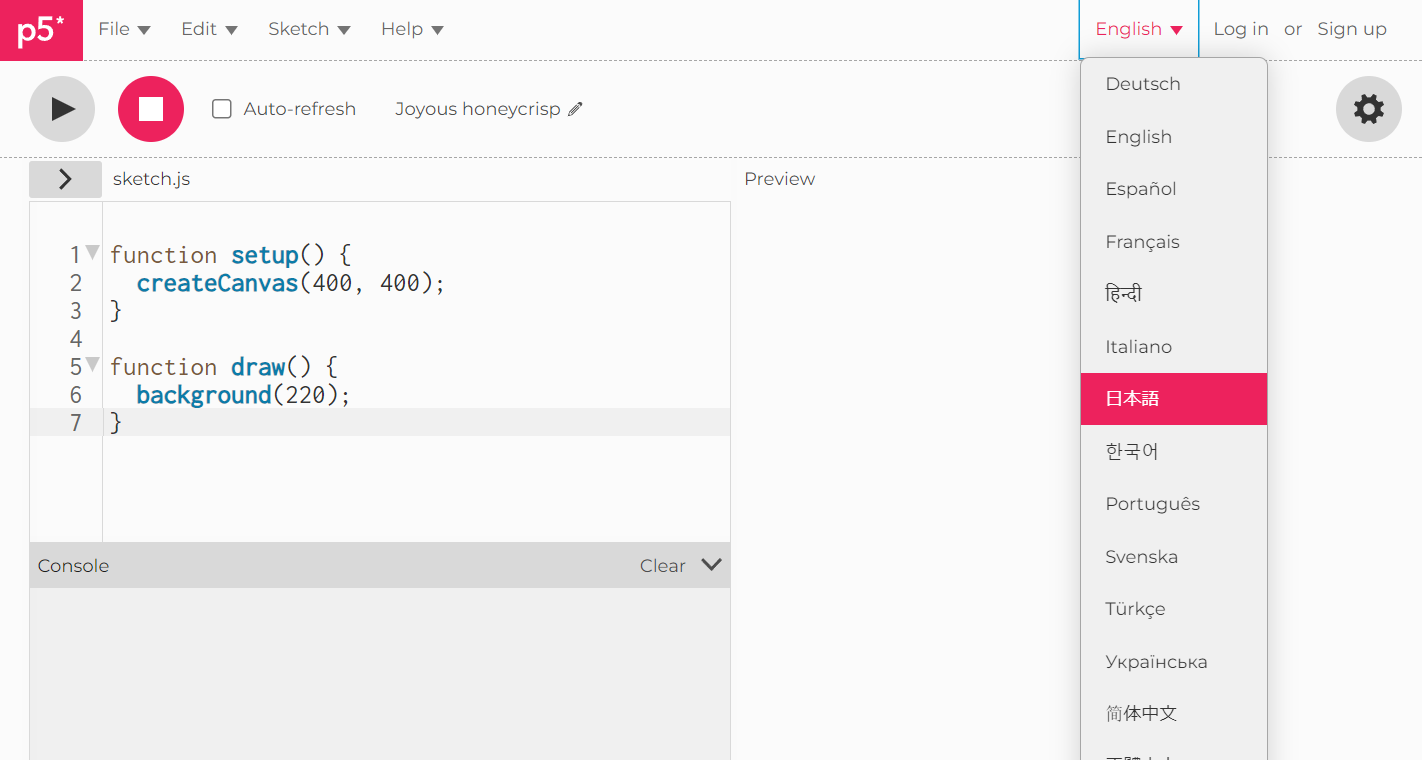 p5* File Edit Sketch Help English Log in or Sign up
Auto-refresh Joyous honeycrisp
sketch.js
Preview
1 function setup() {
2 createCanvas(400, 400);
3 }
4
5 function draw() {
6 background(220);
7 }
Console Clear
Deutsch
English
Español
Français
हिन्दी
Italiano
日本語
한국어
Português
Svenska
Türkçe
Українська
简体中文